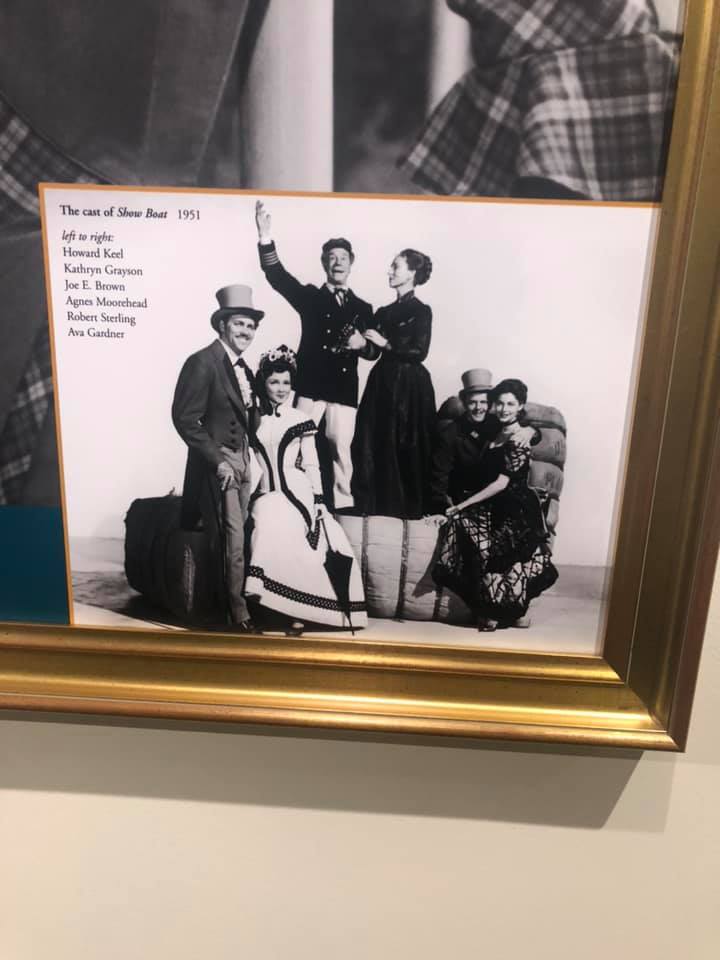 The cast of Show Boat 1951
left to right:
Howard Keel
Kathryn Grayson
Joe E. Brown
Agnes Moorehead
Robert Sterling
Ava Gardner